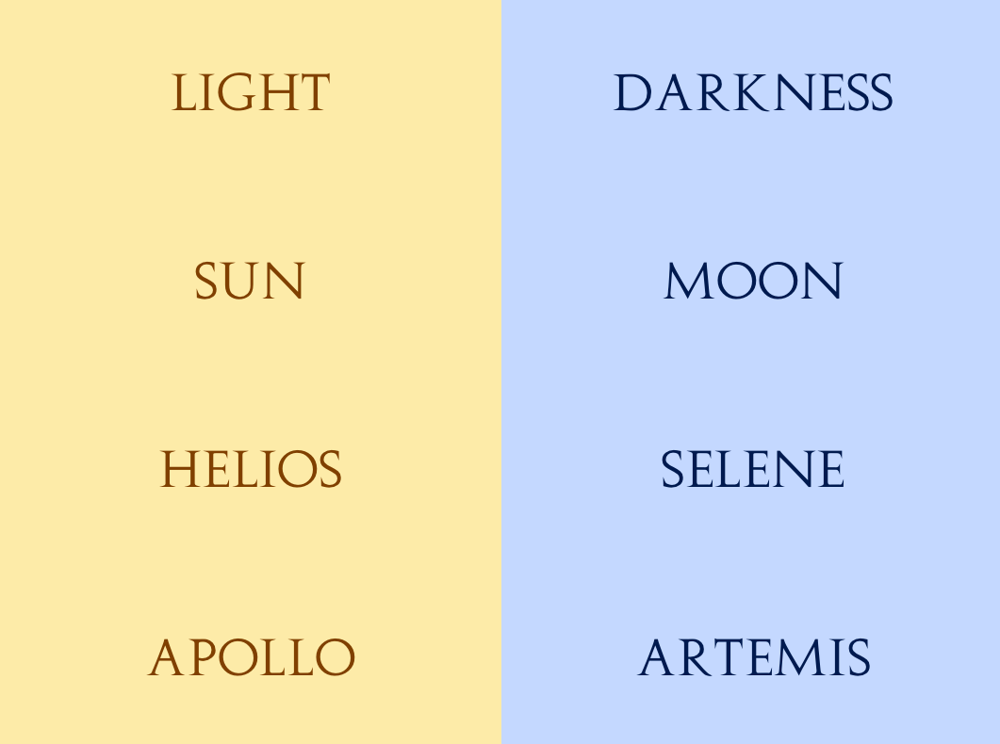 LIGHT
DARKNESS
SUN
MOON
HELIOS
SELENE
APOLLO
ARTEMIS